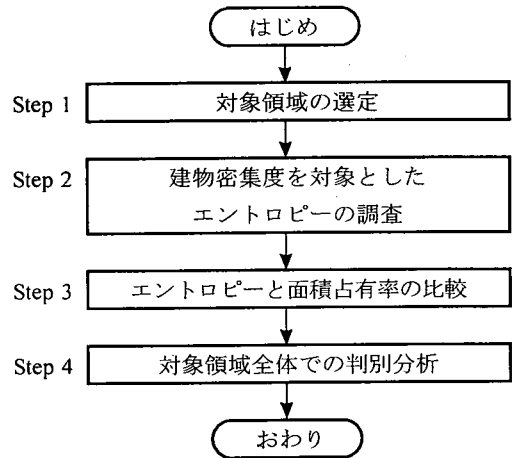 はじめ
Step 1
対象領域の選定
Step 2
建物密集度を対象とした
エントロピーの調査
Step 3
エントロピーと面積占有率の比較
Step 4
対象領域全体での判別分析
おわり